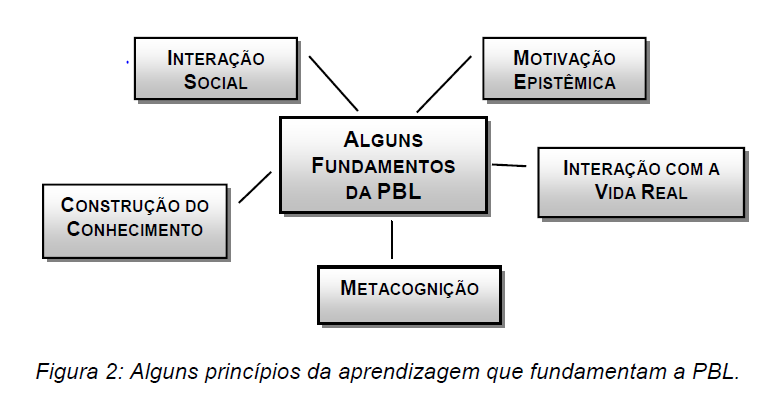 INTERAÇÃO
SOCIAL
MOTIVAÇÃO
EPISTÊMICA
ALGUNS
FUNDAMENTOS
DA PBL
INTERAÇÃO COM A
VIDA REAL
CONSTRUÇÃO DO
CONHECIMENTO
METACOGNIÇÃO
Figura 2: Alguns princípios da aprendizagem que fundamentam a PBL.